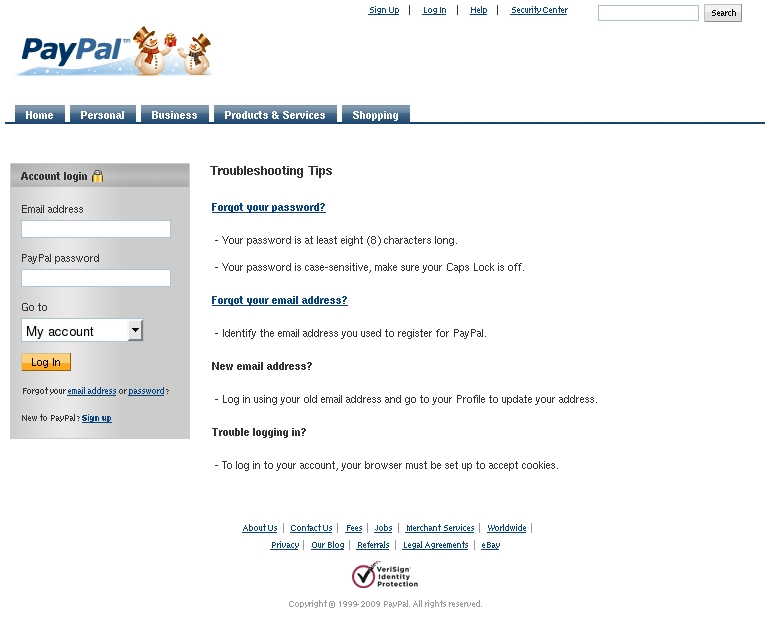 Sign Up | Log In | Help | Security Center Search
PayPal™
Home Personal Business Products & Services Shopping
Account login
Email address
PayPal password
Go to
My account
Log In
Forgot your email address or password?
New to PayPal? Sign up
Troubleshooting Tips
Forgot your password?
- Your password is at least eight (8) characters long.
- Your password is case-sensitive, make sure your Caps Lock is off.
Forgot your email address?
- Identify the email address you used to register for PayPal.
New email address?
- Log in using your old email address and go to your Profile to update your address.
Trouble logging in?
- To log in to your account, your browser must be set up to accept cookies.
About Us | Contact Us | Fees | Jobs | Merchant Services | Worldwide |
Privacy | Our Blog | Referrals | Legal Agreements | eBay
VeriSign
Identity
Protection
Copyright © 1999-2009 PayPal. All rights reserved.